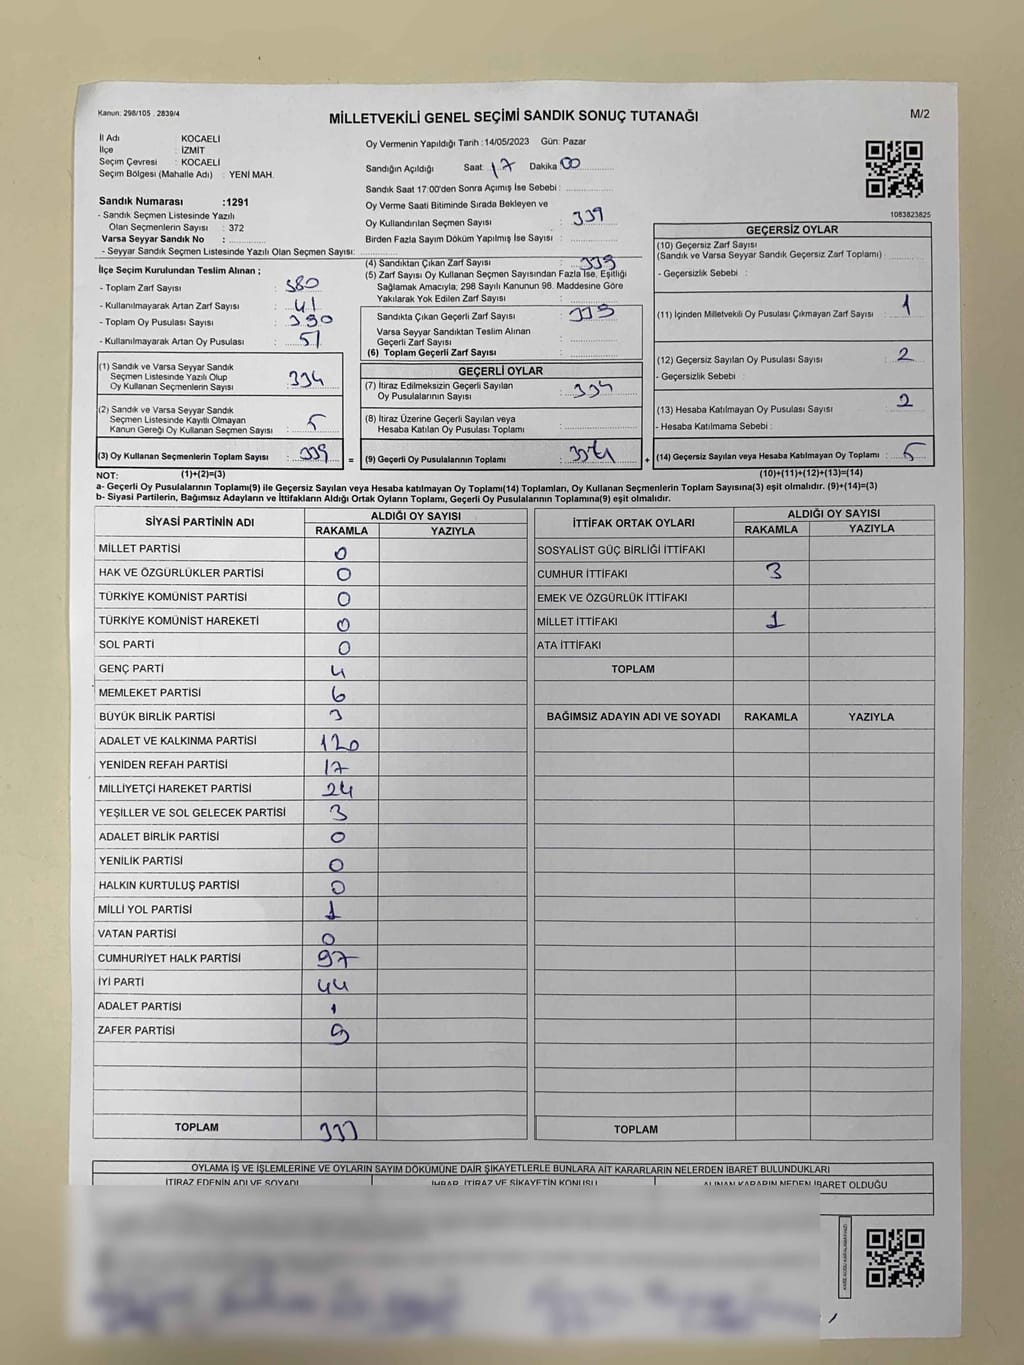 Kanun: 298/105 . 2839/4
MİLLETVEKİLİ GENEL SEÇİMİ SANDIK SONUÇ TUTANAĞI
M/2
İl Adı KOCAELİ
İlçe : İZMİT
Seçim Çevresi : KOCAELİ
Seçim Bölgesi (Mahalle Adı) : YENİ MAH.
Sandık Numarası :1291
- Sandık Seçmen Listesinde Yazılı
Olan Seçmenlerin Sayısı : 372
Varsa Seyyar Sandık No :
- Seyyar Sandık Seçmen Listesinde Yazılı Olan Seçmen Sayısı:
Oy Vermenin Yapıldığı Tarih :14/05/2023 Gün: Pazar
Sandığın Açıldığı Saat 17 Dakika 00
Sandık Saat 17:00'den Sonra Açımış İse Sebebi :
Oy Verme Saati Bitiminde Sırada Bekleyen ve
Oy Kullandırılan Seçmen Sayısı : 339
Birden Fazla Sayım Döküm Yapılmış İse Sayısı :
1083823825
İlçe Seçim Kurulundan Teslim Alınan ;
- Toplam Zarf Sayısı : 380
- Kullanılmayarak Artan Zarf Sayısı : 41
- Toplam Oy Pusulası Sayısı : 390
- Kullanılmayarak Artan Oy Pusulası : 51
(1) Sandık ve Varsa Seyyar Sandık
Seçmen Listesinde Yazılı Olup
Oy Kullanan Seçmenlerin Sayısı : 334
(2) Sandık ve Varsa Seyyar Sandık
Seçmen Listesinde Kayıtlı Olmayan
Kanun Gereği Oy Kullanan Seçmen Sayısı : 5
(3) Oy Kullanan Seçmenlerin Toplam Sayısı : 339
(4) Sandıktan Çıkan Zarf Sayısı : 339
(5) Zarf Sayısı Oy Kullanan Seçmen Sayısından Fazla İse, Eşitliği
Sağlamak Amacıyla; 298 Sayılı Kanunun 98. Maddesine Göre
Yakılarak Yok Edilen Zarf Sayısı :
Sandıkta Çıkan Geçerli Zarf Sayısı : 339
Varsa Seyyar Sandıktan Teslim Alınan
Geçerli Zarf Sayısı :
(6) Toplam Geçerli Zarf Sayısı :
GEÇERLİ OYLAR
(7) İtiraz Edilmeksizin Geçerli Sayılan
Oy Pusulalarının Sayısı : 334
(8) İtiraz Üzerine Geçerli Sayılan veya
Hesaba Katılan Oy Pusulası Toplamı :
= (9) Geçerli Oy Pusulalarının Toplamı : 334
GEÇERSİZ OYLAR
(10) Geçersiz Zarf Sayısı
(Sandık ve Varsa Seyyar Sandık Geçersiz Zarf Toplamı) :
- Geçersizlik Sebebi :
(11) İçinden Milletvekili Oy Pusulası Çıkmayan Zarf Sayısı : 1
(12) Geçersiz Sayılan Oy Pusulası Sayısı : 2
- Geçersizlik Sebebi :
(13) Hesaba Katılmayan Oy Pusulası Sayısı : 2
- Hesaba Katılmama Sebebi :
+ (14) Geçersiz Sayılan veya Hesaba Katılmayan Oy Toplamı : 5
NOT: (1)+(2)=(3) (10)+(11)+(12)+(13)=(14)
a- Geçerli Oy Pusulalarının Toplamı(9) ile Geçersiz Sayılan veya Hesaba katılmayan Oy Toplamı(14) Toplamları, Oy Kullanan Seçmenlerin Toplam Sayısına(3) eşit olmalıdır. (9)+(14)=(3)
b- Siyasi Partilerin, Bağımsız Adayların ve İttifakların Aldığı Ortak Oyların Toplamı, Geçerli Oy Pusulalarının Toplamına(9) eşit olmalıdır.
SİYASİ PARTİNİN ADI ALDIĞI OY SAYISI
RAKAMLA YAZIYLA
MİLLET PARTİSİ 0
HAK VE ÖZGÜRLÜKLER PARTİSİ 0
TÜRKİYE KOMÜNİST PARTİSİ 0
TÜRKİYE KOMÜNİST HAREKETİ 0
SOL PARTİ 0
GENÇ PARTİ 4
MEMLEKET PARTİSİ 6
BÜYÜK BİRLİK PARTİSİ 3
ADALET VE KALKINMA PARTİSİ 120
YENİDEN REFAH PARTİSİ 17
MİLLİYETÇİ HAREKET PARTİSİ 24
YEŞİLLER VE SOL GELECEK PARTİSİ 3
ADALET BİRLİK PARTİSİ 0
YENİLİK PARTİSİ 0
HALKIN KURTULUŞ PARTİSİ 0
MİLLİ YOL PARTİSİ 1
VATAN PARTİSİ 0
CUMHURİYET HALK PARTİSİ 97
İYİ PARTİ 44
ADALET PARTİSİ 1
ZAFER PARTİSİ 9
TOPLAM 333
İTTİFAK ORTAK OYLARI ALDIĞI OY SAYISI
RAKAMLA YAZIYLA
SOSYALİST GÜÇ BİRLİĞİ İTTİFAKI
CUMHUR İTTİFAKI 3
EMEK VE ÖZGÜRLÜK İTTİFAKI
MİLLET İTTİFAKI 1
ATA İTTİFAKI
TOPLAM
BAĞIMSIZ ADAYIN ADI VE SOYADI RAKAMLA YAZIYLA
TOPLAM
OYLAMA İŞ VE İŞLEMLERİNE VE OYLARIN SAYIM DÖKÜMÜNE DAİR ŞİKAYETLERLE BUNLARA AİT KARARLARIN NELERDEN İBARET BULUNDUKLARI
İTİRAZ EDENİN ADI VE SOYADI İHBAR, İTİRAZ VE ŞİKAYETİN KONUSU ALINAN KARARIN NEDEN İBARET OLDUĞU